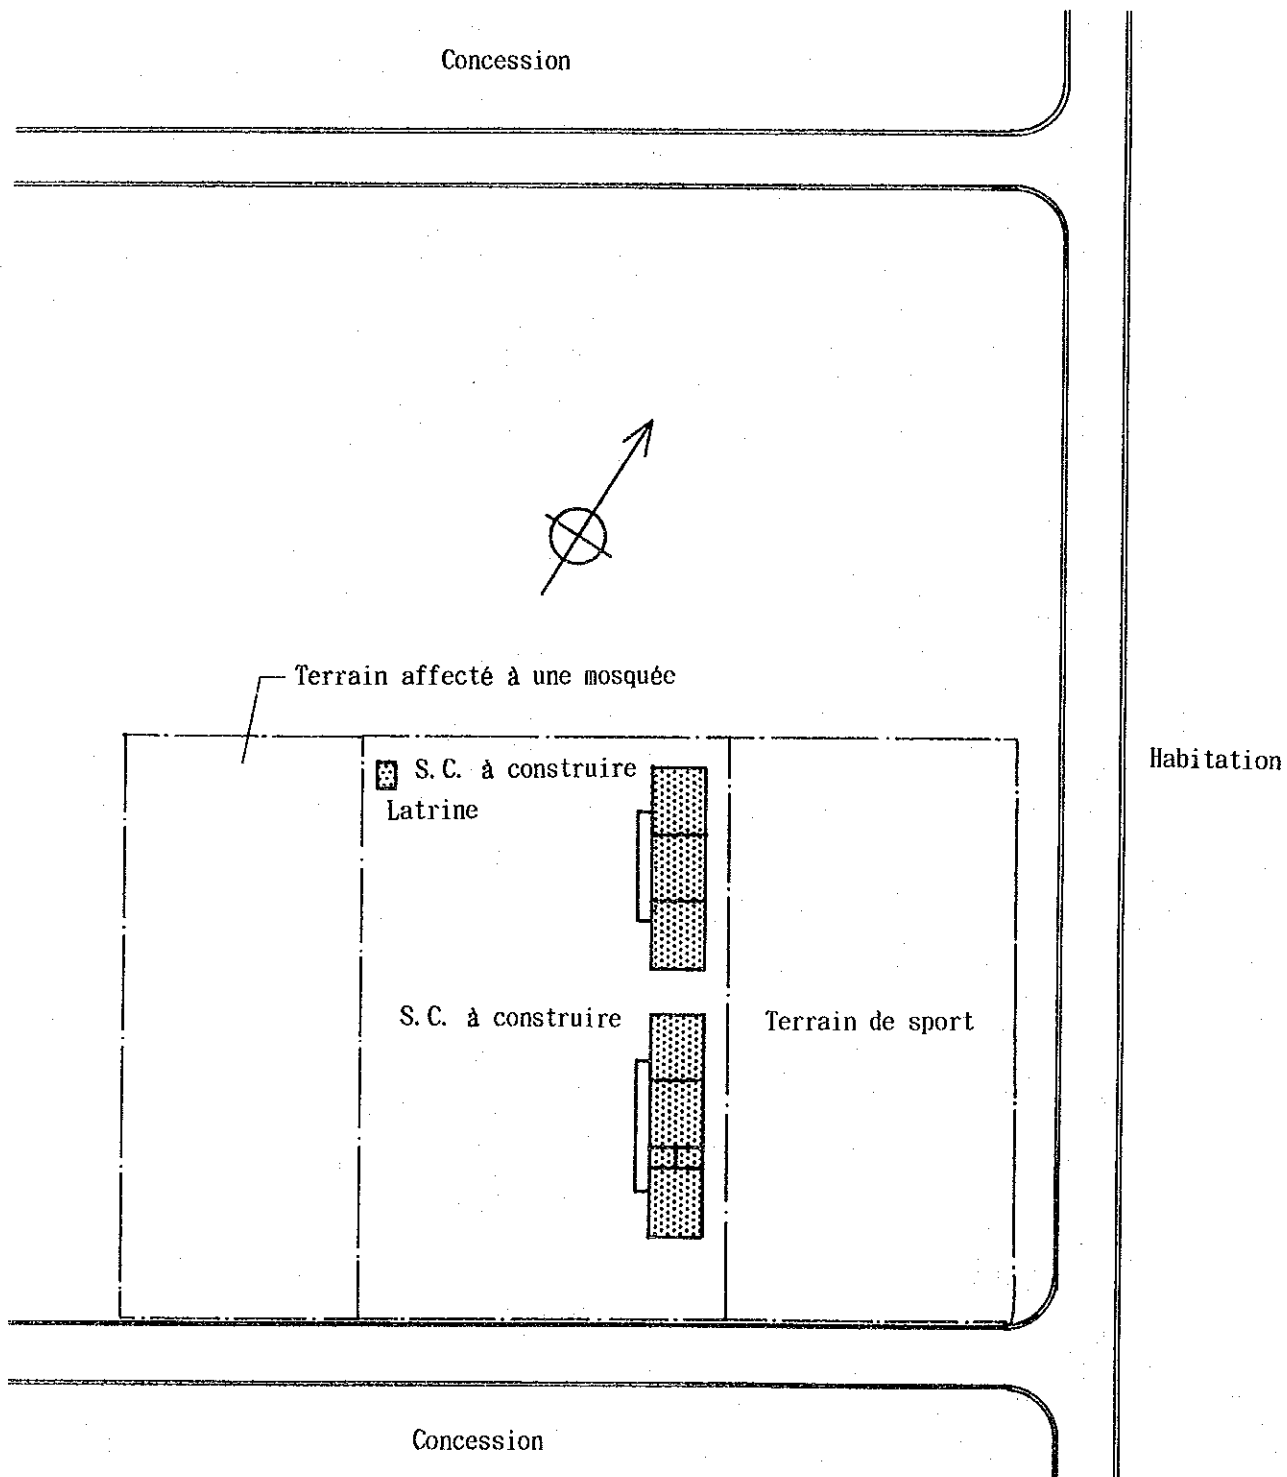 Concession
Terrain affecté à une mosquée
Habitation
S.C. à construire
Latrine
S.C. à construire
Terrain de sport
Concession